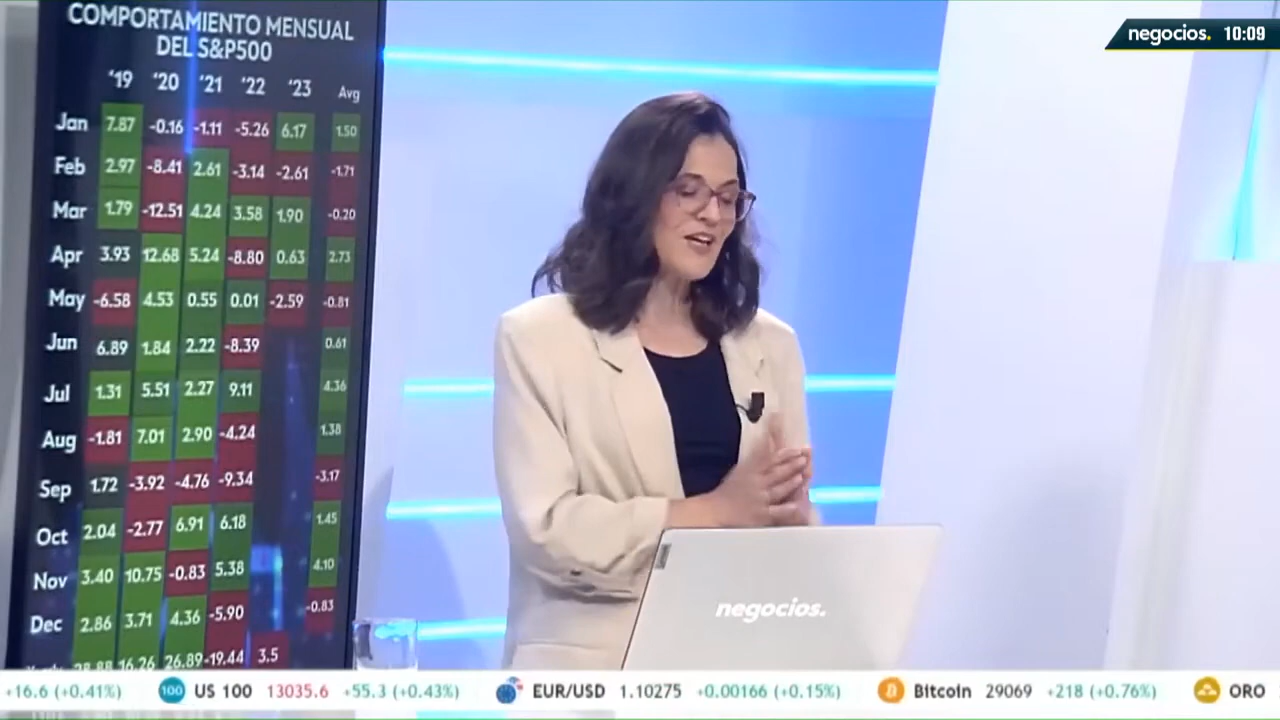 COMPORTAMIENTO MENSUAL
DEL S&P500
'19 '20 '21 '22 '23 Avg
Jan 7.87 -0.16 -1.11 -5.26 6.17 1.50
Feb 2.97 -8.41 2.61 -3.14 -2.61 -1.71
Mar 1.79 -12.51 4.24 3.58 1.90 -0.20
Apr 3.93 12.68 5.24 -8.80 0.63 2.73
May -6.58 4.53 0.55 0.01 -2.59 -0.81
Jun 6.89 1.84 2.22 -8.39 0.61
Jul 1.31 5.51 2.27 9.11 4.36
Aug -1.81 7.01 2.90 -4.24 1.38
Sep 1.72 -3.92 -4.76 -9.34 -3.17
Oct 2.04 -2.77 6.91 6.18 1.45
Nov 3.40 10.75 -0.83 5.38 4.10
Dec 2.86 3.71 4.36 -5.90 -0.83
28.88 16.26 26.89 -19.44 3.5
negocios. 10:09
negocios.
+16.6 (+0.41%) 100 US 100 13035.6 +55.3 (+0.43%) EUR/USD 1.10275 +0.00166 (+0.15%) Bitcoin 29069 +218 (+0.76%) ORO